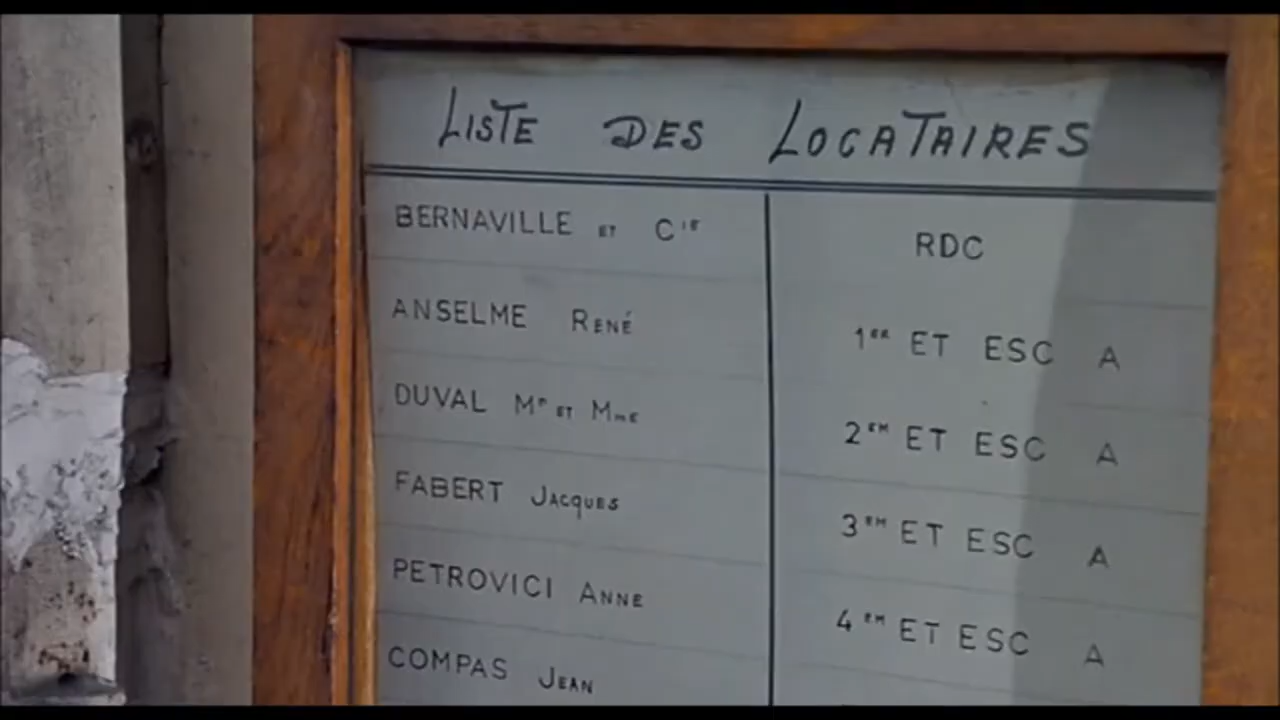 LISTE DES LOCATAIRES
BERNAVILLE ET CIE RDC
ANSELME RENÉ 1ER ET ESC A
DUVAL MR ET MME 2EM ET ESC A
FABERT JACQUES 3EM ET ESC A
PETROVICI ANNE 4EM ET ESC A
COMPAS JEAN